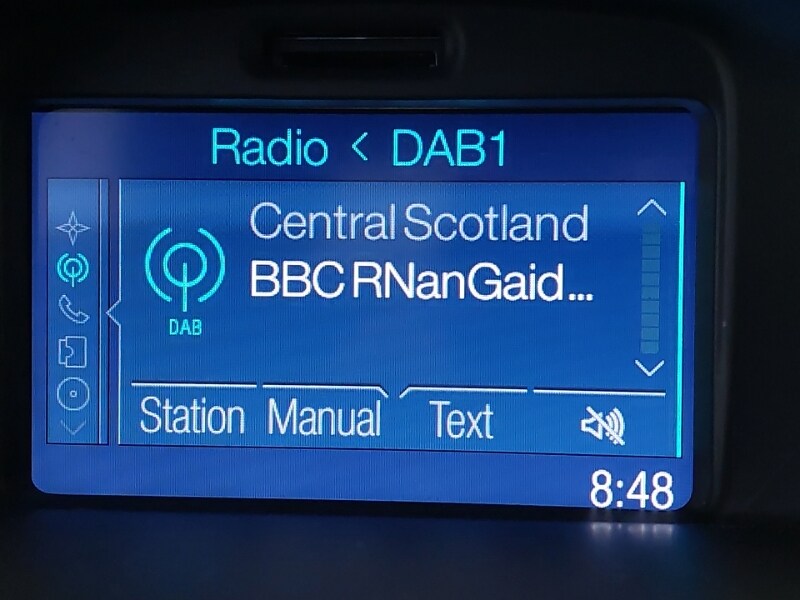 Radio < DAB1
Central Scotland
BBC RNanGaid...
DAB
Station Manual Text
8:48